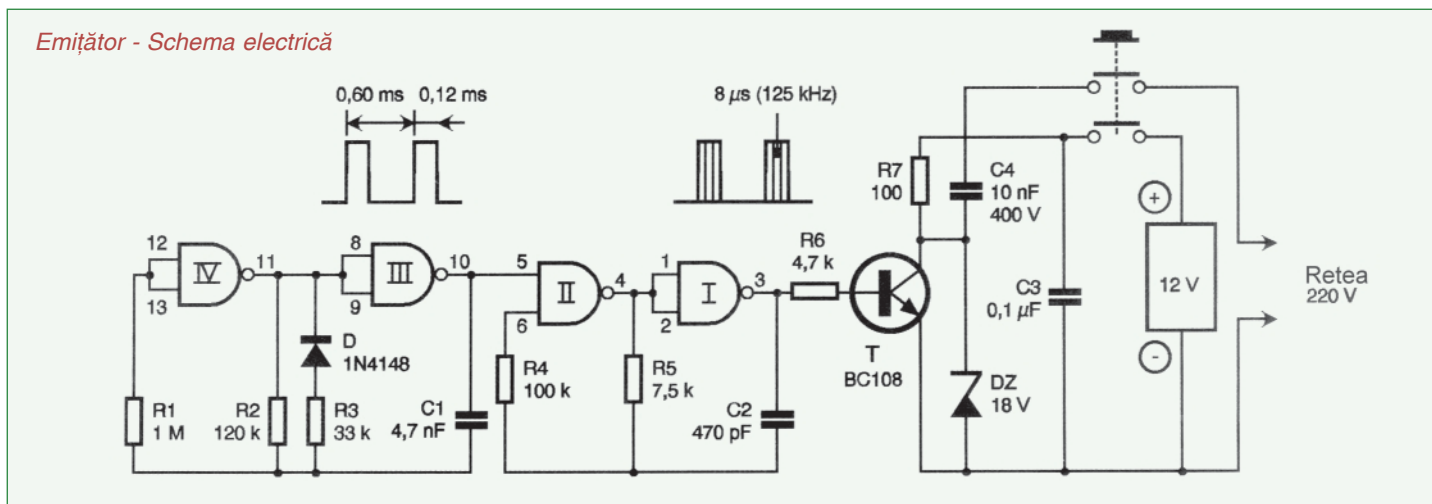 Emițător - Schema electrică
0,60 ms
0,12 ms
8 µs (125 kHz)
12
13
IV
11
8
9
III
10
5
6
II
4
1
2
I
3
R6
4,7 k
R7
100
C4
10 nF
400 V
+
12 V
-
Retea
220 V
C3
0,1 µF
T
BC108
DZ
18 V
D
1N4148
R1
1 M
R2
120 k
R3
33 k
C1
4,7 nF
R4
100 k
R5
7,5 k
C2
470 pF